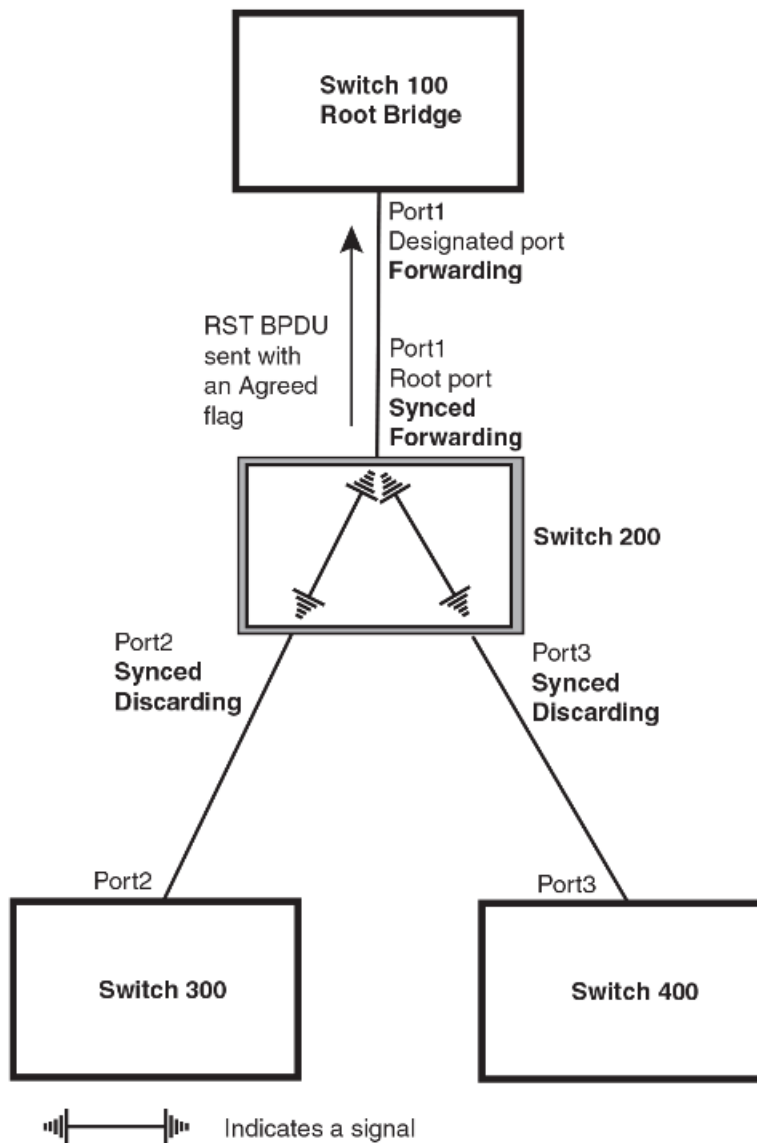 Switch 100
Root Bridge
Port1
Designated port
Forwarding
RST BPDU
sent with
an Agreed
flag
Port1
Root port
Synced
Forwarding
Switch 200
Port2
Synced
Discarding
Port3
Synced
Discarding
Port2
Port3
Switch 300
Switch 400
Indicates a signal